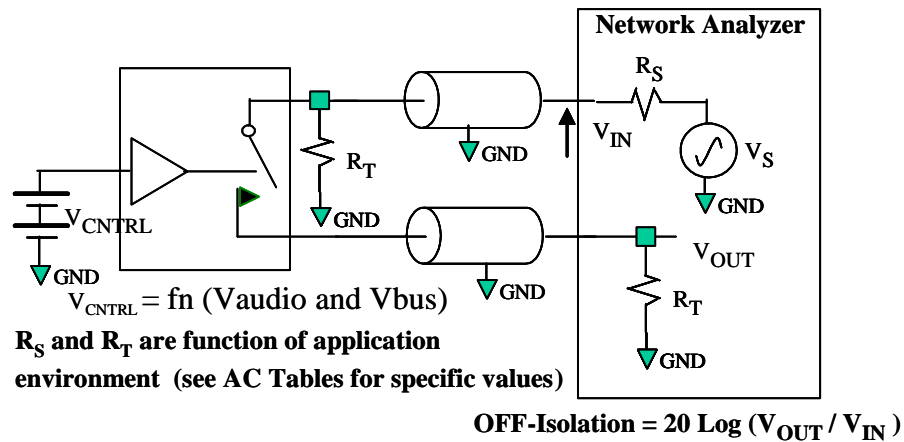 Network Analyzer
R_S
V_IN
V_S
GND
GND
R_T
GND
V_CNTRL
GND
V_OUT
R_T
GND
GND
V_CNTRL = fn (Vaudio and Vbus)
R_S and R_T are function of application
environment (see AC Tables for specific values)
OFF-Isolation = 20 Log (V_OUT / V_IN )